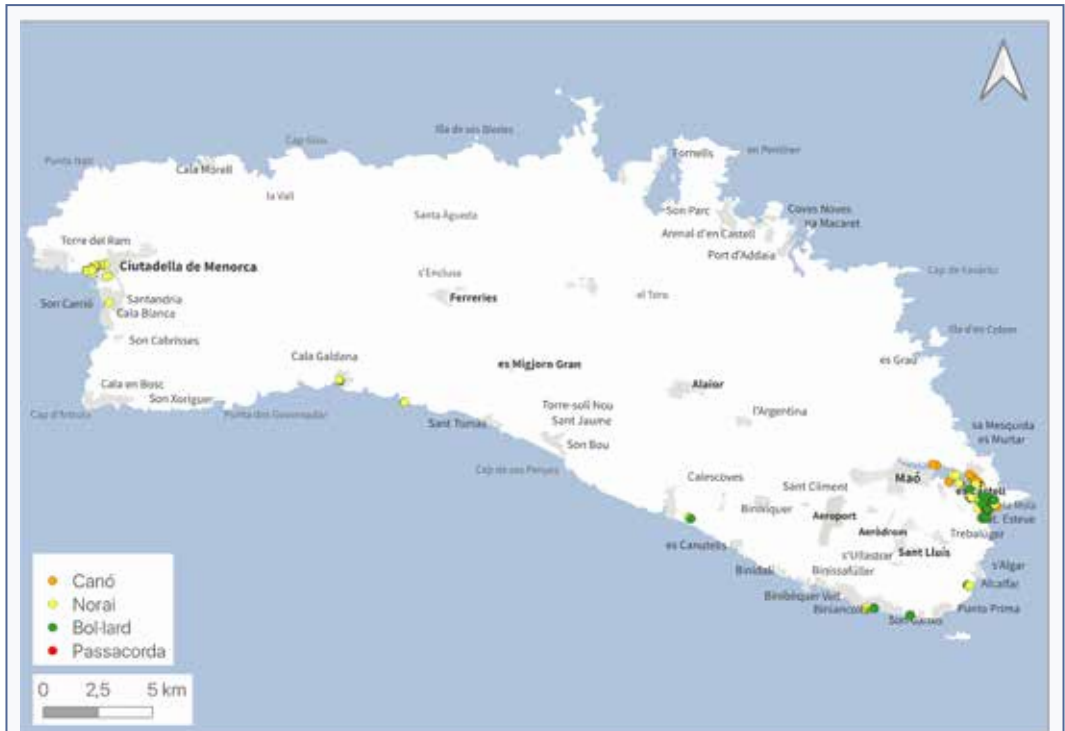 Illa de ses Bledes
Cap Gros
Punta Nati
Cala Morell
la Vall
Fornells
en Pentiner
Santa Àgueda
Son Parc
Coves Noves
na Macaret
Arenal d'en Castell
Port d'Addaia
Torre del Ram
Ciutadella de Menorca
s'Enclusa
Ferreries
el Toro
Cap de Favàritx
Son Carrió
Santandria
Cala Blanca
Son Cabrisses
Illa d'en Colom
es Grau
Cala Galdana
es Migjorn Gran
Alaior
Cala en Bosc
Son Xoriguer
Cap d'Artrutx
Punta des Governador
Sant Tomàs
Torre-solí Nou
Sant Jaume
Son Bou
l'Argentina
sa Mesquida
es Murtar
Cap de ses Penyes
Calescoves
Sant Climent
Maó
es Castell
la Mola
St. Esteve
Binixiquer
Aeroport
Aeròdrom
Trebalúger
es Canutells
s'Ullastrar
Sant Lluís
Binidalí
Binissafúller
s'Algar
Alcalfar
Binibèquer Vell
Biniancolla
Punta Prima
Canó
Norai
Bol·lard
Passacorda
0 2,5 5 km